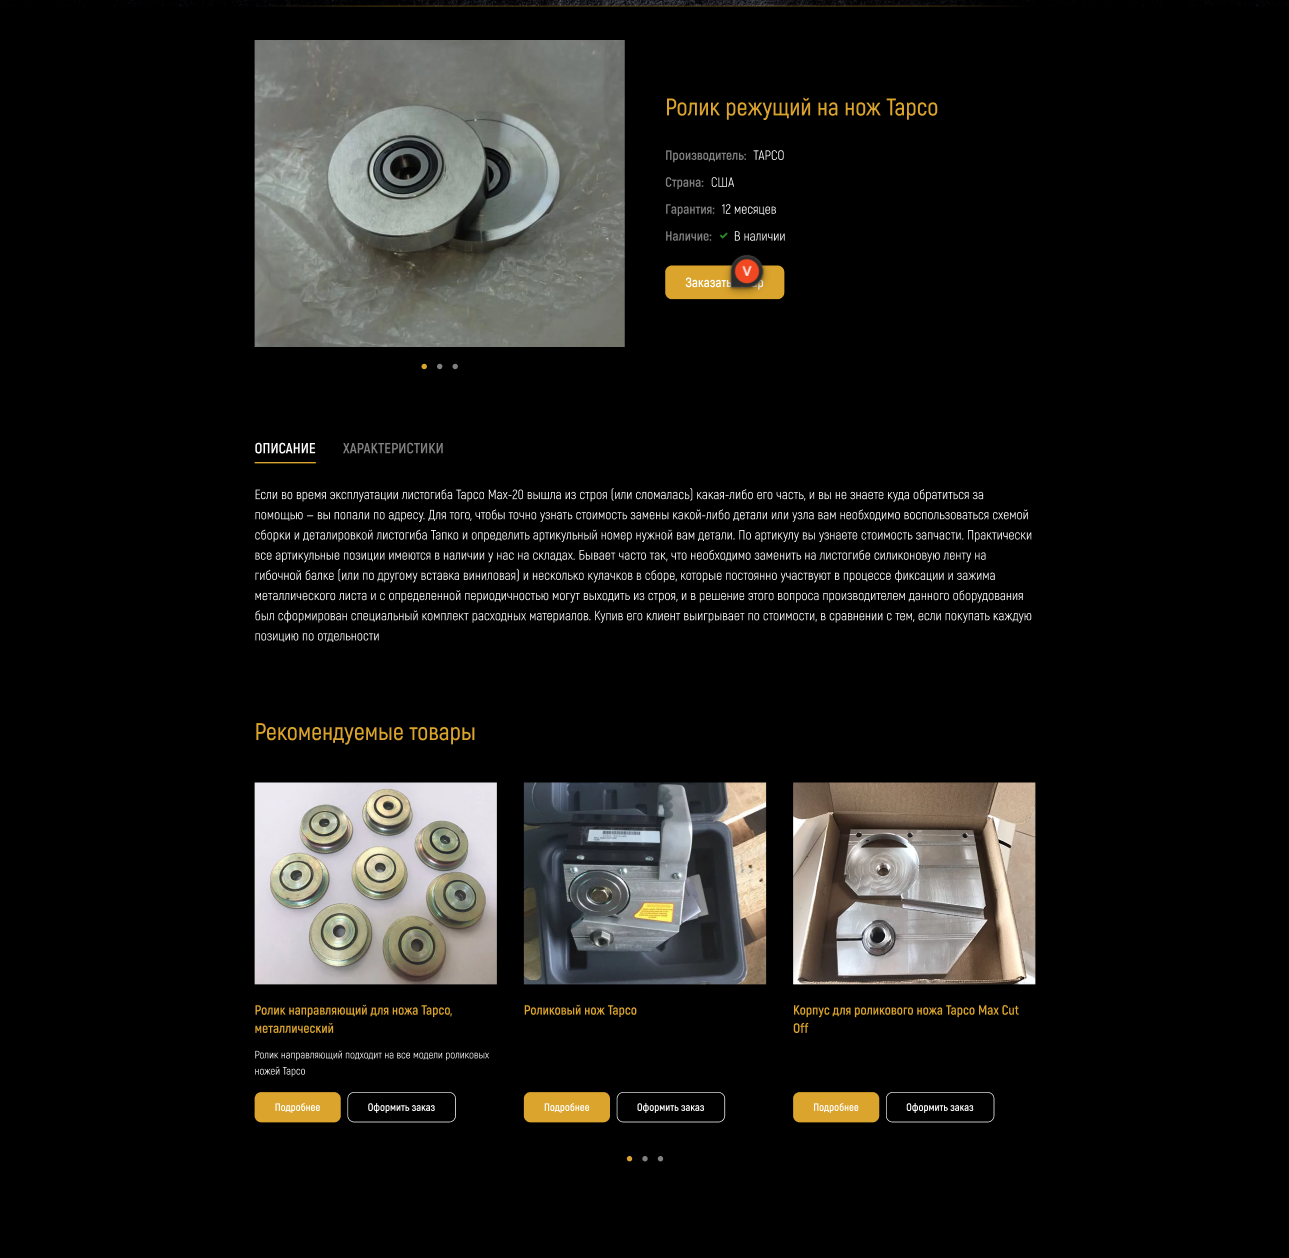 Ролик режущий на нож Tapco
Производитель: TAPCO
Страна: США
Гарантия: 12 месяцев
Наличие: В наличии
V
Заказать
ОПИСАНИЕ ХАРАКТЕРИСТИКИ
Если во время эксплуатации листогиба Tapco Max-20 вышла из строя (или сломалась) какая-либо его часть, и вы не знаете куда обратиться за
помощью – вы попали по адресу. Для того, чтобы точно узнать стоимость замены какой-либо детали или узла вам необходимо воспользоваться схемой
сборки и деталировкой листогиба Тапко и определить артикульный номер нужной вам детали. По артикулу вы узнаете стоимость запчасти. Практически
все артикульные позиции имеются в наличии у нас на складах. Бывает часто так, что необходимо заменить на листогибе силиконовую ленту на
гибочной балке (или по другому вставка виниловая) и несколько кулачков в сборе, которые постоянно участвуют в процессе фиксации и зажима
металлического листа и с определенной периодичностью могут выходить из строя, и в решение этого вопроса производителем данного оборудования
был сформирован специальный комплект расходных материалов. Купив его клиент выигрывает по стоимости, в сравнении с тем, если покупать каждую
позицию по отдельности
Рекомендуемые товары
Ролик направляющий для ножа Tapco,
металлический
Ролик направляющий подходит на все модели роликовых
ножей Tapco
Подробнее Оформить заказ
Роликовый нож Tapco
Подробнее Оформить заказ
Корпус для роликового ножа Tapco Max Cut
Off
Подробнее Оформить заказ